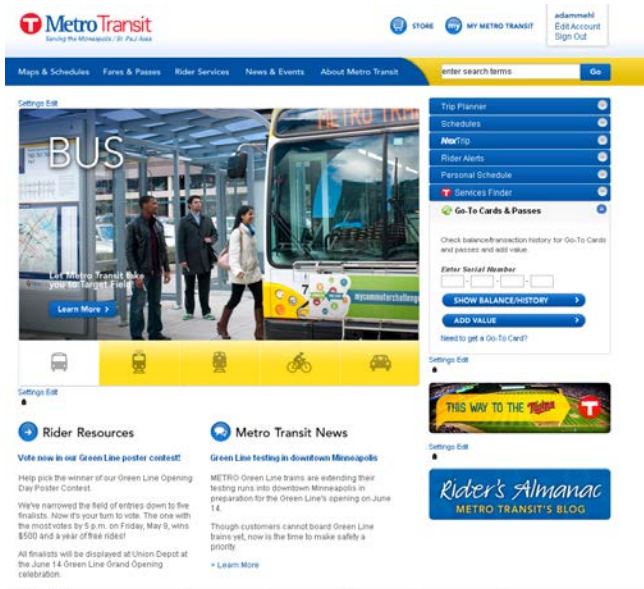 MetroTransit
Serving the Minneapolis / St. Paul Area
STORE
my MY METRO TRANSIT
adammehl
Edit Account
Sign Out
Maps & Schedules
Fares & Passes
Rider Services
News & Events
About Metro Transit
enter search terms
Go
Settings Edit
BUS
METRO TRAN
Let Metro Transit take
you to Target Field!
Learn More >
7
mycommuterchalleng
Trip Planner
Schedules
NexTrip
Rider Alerts
Personal Schedule
T Services Finder
Go-To Cards & Passes
Check balance/transaction history for Go-To Cards
and passes and add value.
Enter Serial Number
- - -
SHOW BALANCE/HISTORY >
ADD VALUE >
Need to get a Go-To Card?
Settings Edit
THIS WAY TO THE Twins T
Settings Edit
Rider's Almanac
METRO TRANSIT'S BLOG
Settings Edit
Rider Resources
Vote now in our Green Line poster contest!
Help pick the winner of our Green Line Opening
Day Poster Contest.
We've narrowed the field of entries down to five
finalists. Now it's your turn to vote. The one with
the most votes by 5 p.m. on Friday, May 9, wins
$500 and a year of free rides!
All finalists will be displayed at Union Depot at
the June 14 Green Line Grand Opening
celebration.
Metro Transit News
Green Line testing in downtown Minneapolis
METRO Green Line trains are extending their
testing runs into downtown Minneapolis in
preparation for the Green Line's opening on June
14.
Though customers cannot board Green Line
trains yet, now is the time to make safety a
priority.
» Learn More